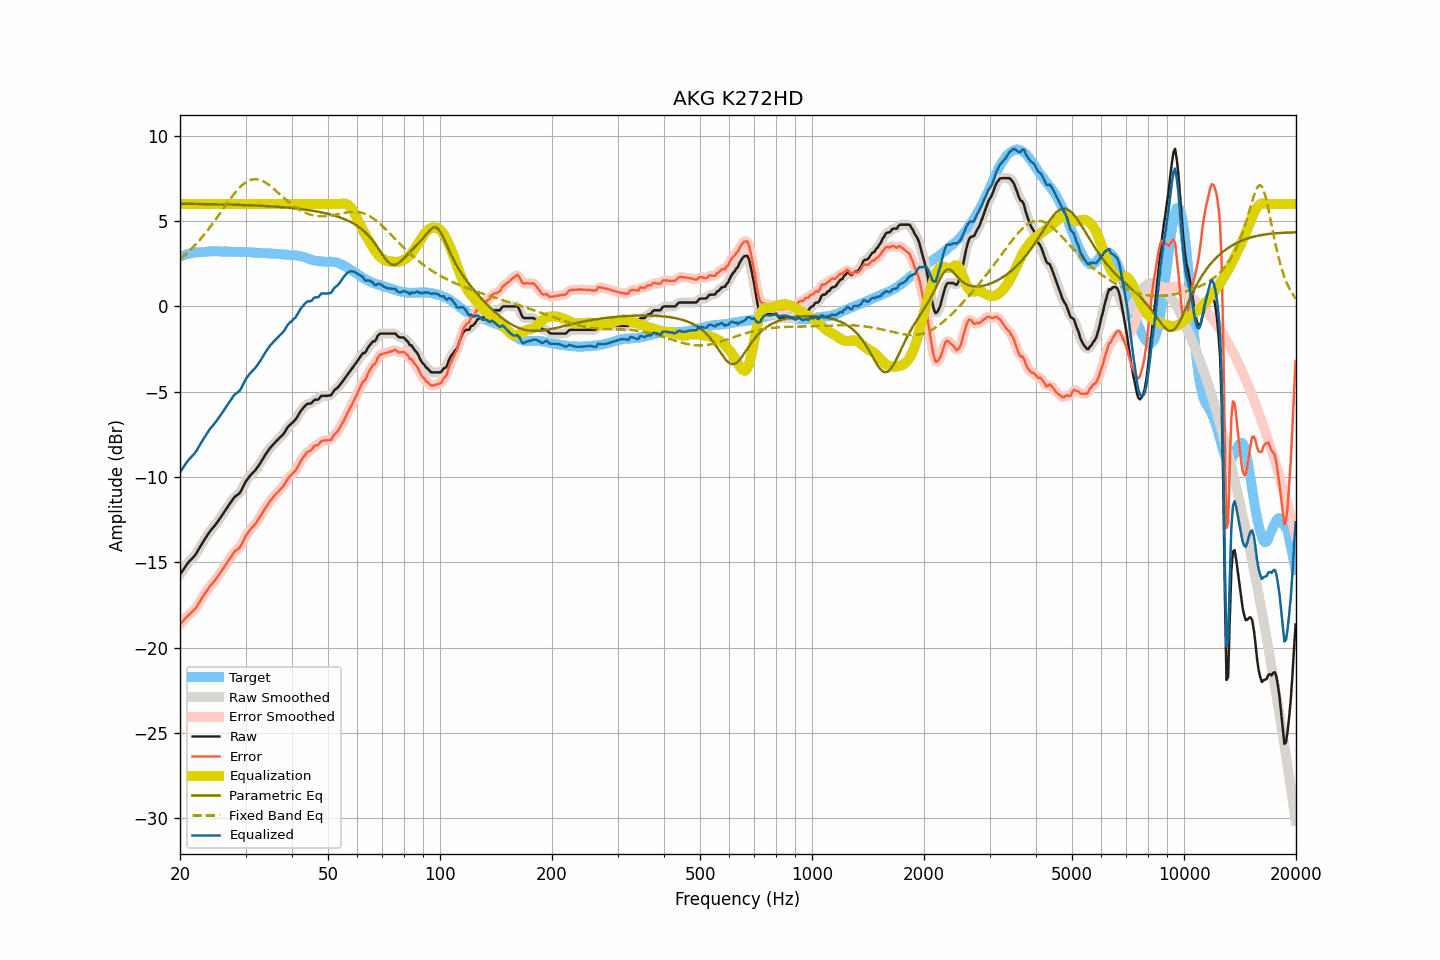 AKG K272HD
10
5
0
−5
−10
−15
−20
−25
−30
Amplitude (dBr)
Target
Raw Smoothed
Error Smoothed
Raw
Error
Equalization
Parametric Eq
Fixed Band Eq
Equalized
20 50 100 200 500 1000 2000 5000 10000 20000
Frequency (Hz)